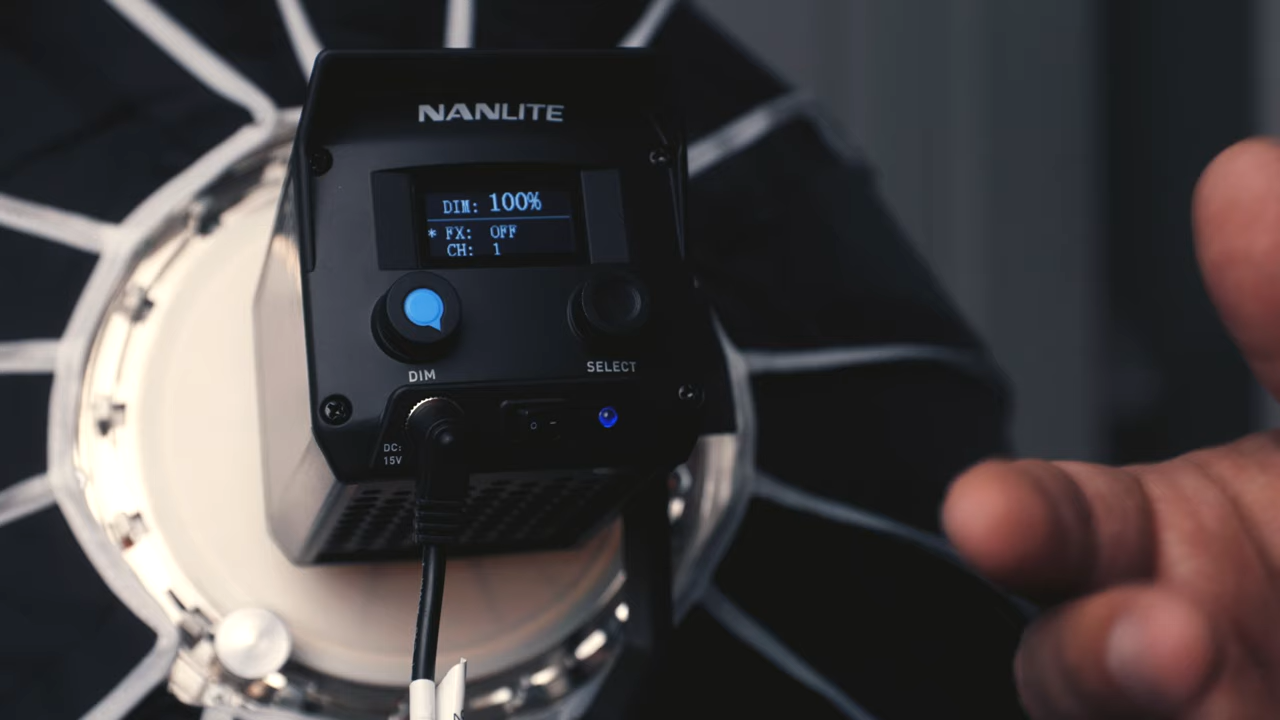 NANLITE
DIM: 100%
* FX: OFF
CH: 1
DIM
SELECT
DC:
15V